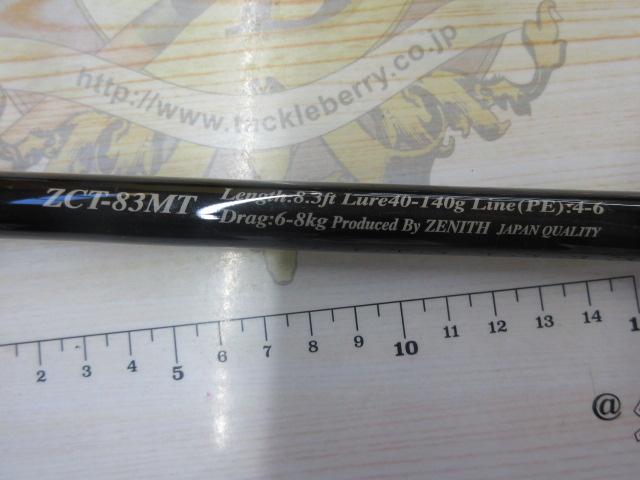 http://www.tackleberry.co.jp
ZCT-83MT
Length:8.3ft Lure40-140g Line(PE):4-6
Drag:6-8kg Produced By ZENITH JAPAN QUALITY
2 3 4 5 6 7 8 9 10 11 12 13 14
@